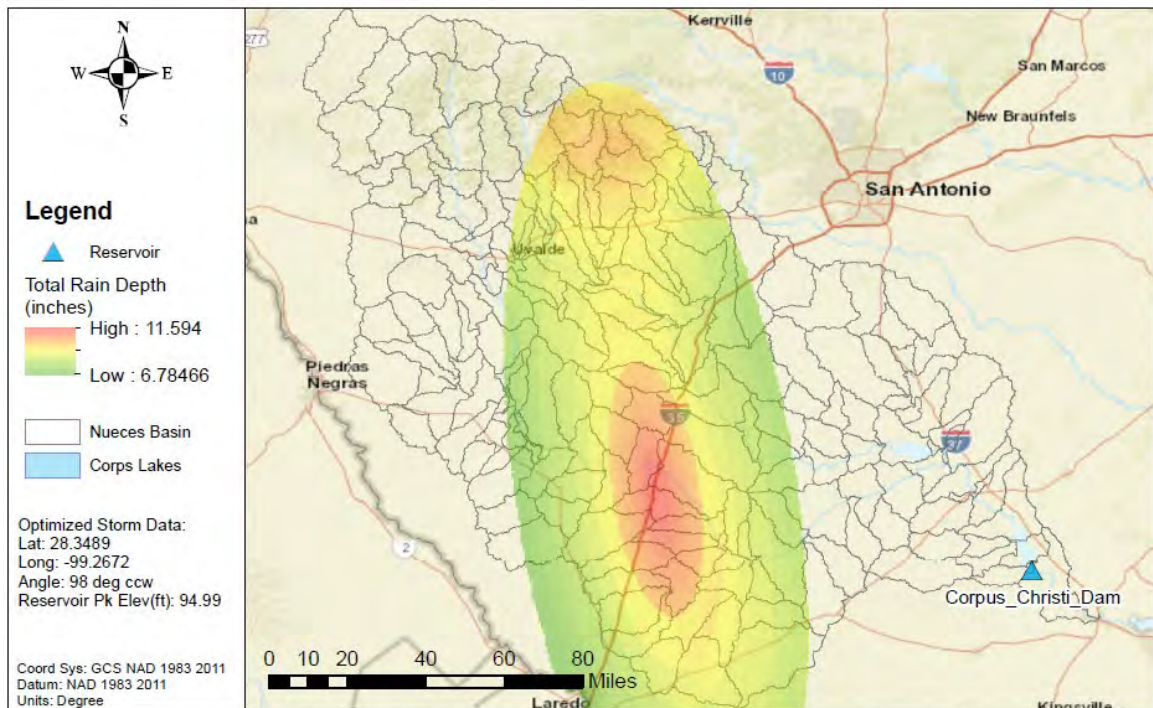 N
W E
S
Legend
Reservoir
Total Rain Depth
(inches)
High : 11.594
Low : 6.78466
Nueces Basin
Corps Lakes
Optimized Storm Data:
Lat: 28.3489
Long: -99.2672
Angle: 98 deg ccw
Reservoir Pk Elev(ft): 94.99
Coord Sys: GCS NAD 1983 2011
Datum: NAD 1983 2011
Units: Degree
277
Kerrville
10
San Marcos
New Braunfels
San Antonio
Uvalde
Piedras
Negras
35
37
2
Corpus_Christi_Dam
0 10 20 40 60 80
Miles
Laredo
Kingsville